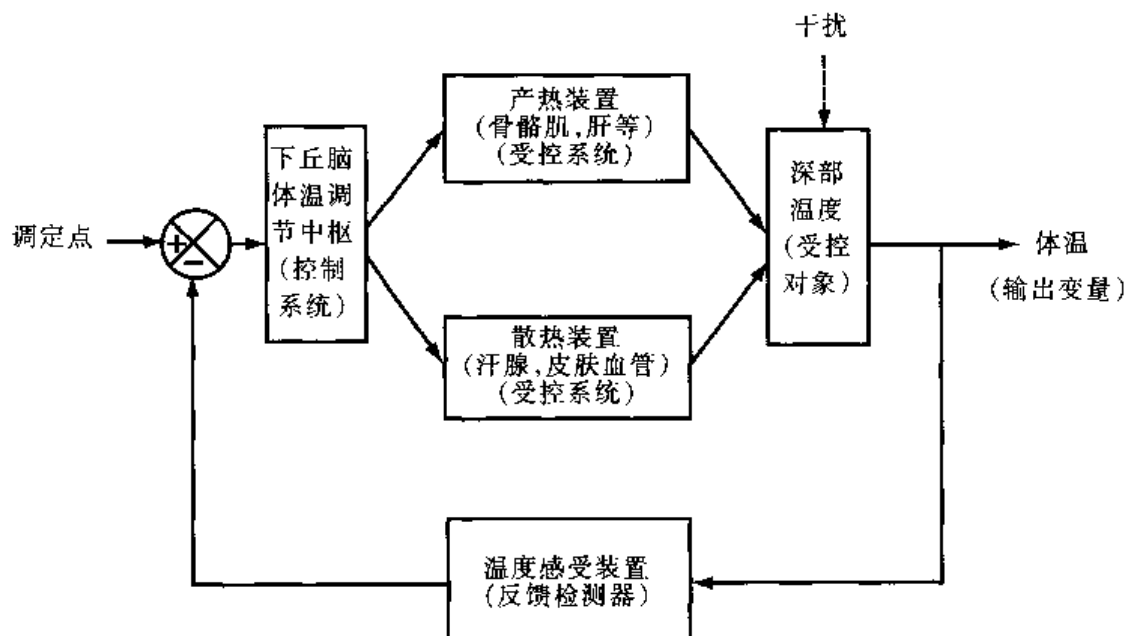 干扰
产热装置
(骨骼肌,肝等)
(受控系统)
下丘脑
体温调
节中枢
(控制
系统)
深部
温度
(受控
对象)
调定点
+
−
体温
(输出变量)
散热装置
(汗腺,皮肤血管)
(受控系统)
温度感受装置
(反馈检测器)